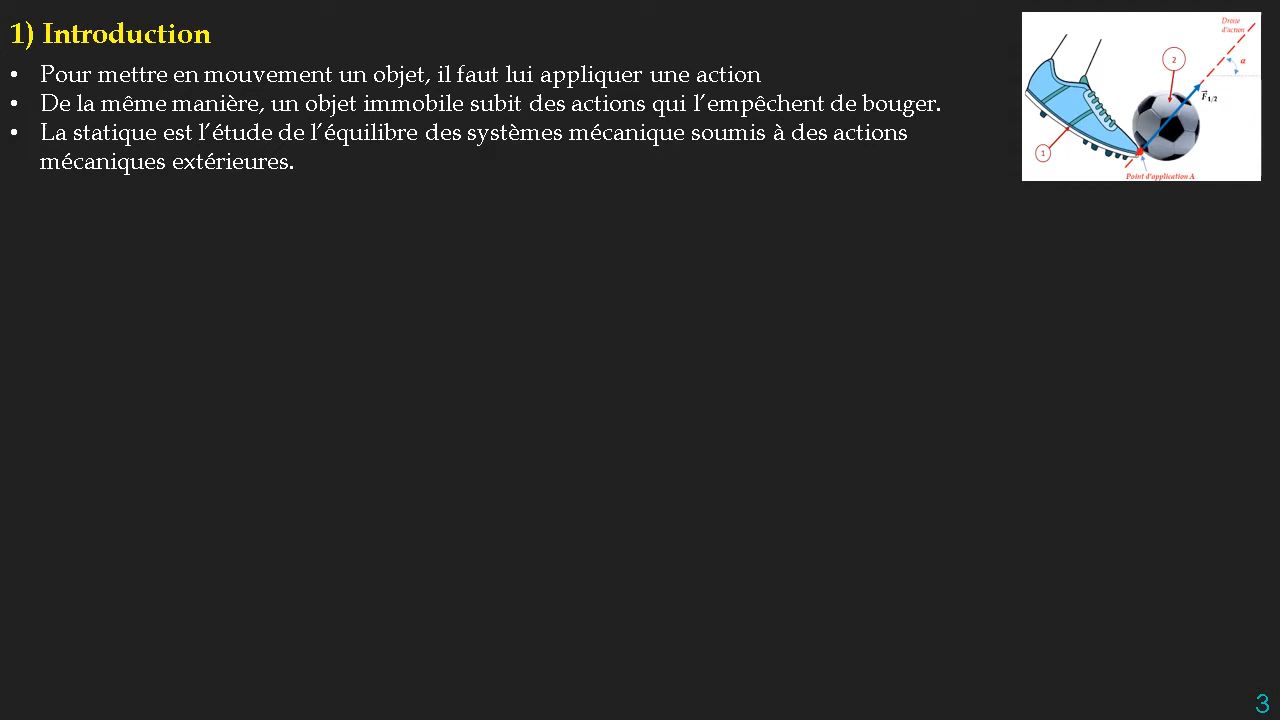 1) Introduction
• Pour mettre en mouvement un objet, il faut lui appliquer une action
• De la même manière, un objet immobile subit des actions qui l’empêchent de bouger.
• La statique est l’étude de l’équilibre des systèmes mécanique soumis à des actions
mécaniques extérieures.
Droite
d'action
2
α
F⃗1/2
1
Point d'application A
3